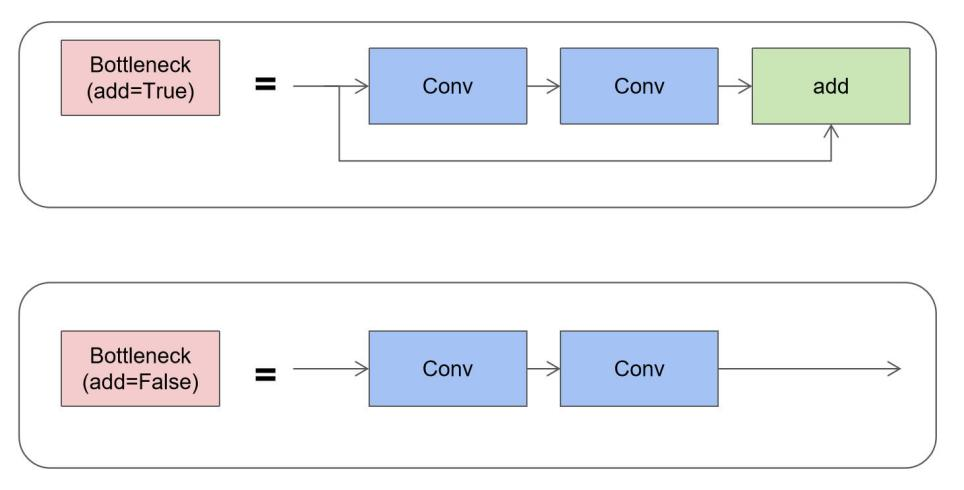 Bottleneck
(add=True)
=
Conv
Conv
add
Bottleneck
(add=False)
=
Conv
Conv